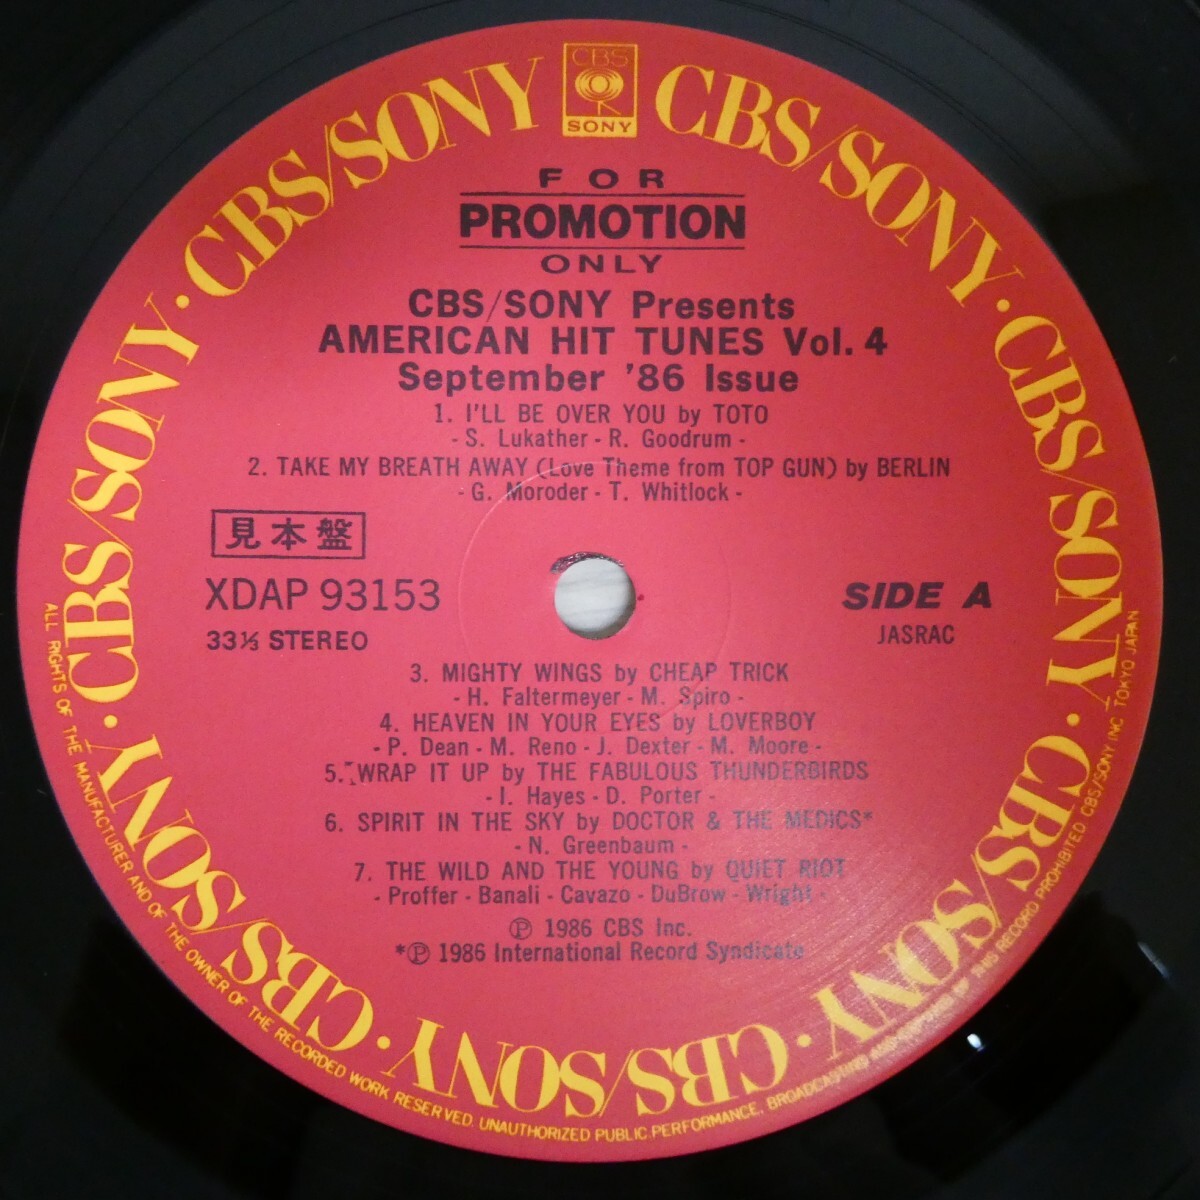 CBS
SONY
CBS/SONY · CBS/SONY · CBS/SONY · CBS/SONY · CBS/SONY · CBS/SONY · CBS/SONY · CBS/SONY · CBS/SONY
FOR
PROMOTION
ONLY
CBS/SONY Presents
AMERICAN HIT TUNES Vol. 4
September '86 Issue
1. I'LL BE OVER YOU by TOTO
- S. Lukather - R. Goodrum -
2. TAKE MY BREATH AWAY (Love Theme from TOP GUN) by BERLIN
- G. Moroder - T. Whitlock -
見本盤
XDAP 93153
33⅓ STEREO
SIDE A
JASRAC
3. MIGHTY WINGS by CHEAP TRICK
- H. Faltermeyer - M. Spiro -
4. HEAVEN IN YOUR EYES by LOVERBOY
- P. Dean - M. Reno - J. Dexter - M. Moore -
5. WRAP IT UP by THE FABULOUS THUNDERBIRDS
- I. Hayes - D. Porter -
6. SPIRIT IN THE SKY by DOCTOR & THE MEDICS*
- N. Greenbaum -
7. THE WILD AND THE YOUNG by QUIET RIOT
- Proffer - Banali - Cavazo - DuBrow - Wright -
Ⓟ 1986 CBS Inc.
*Ⓟ 1986 International Record Syndicate
ALL RIGHTS OF THE MANUFACTURER AND OF THE OWNER OF THE RECORDED WORK RESERVED. UNAUTHORIZED PUBLIC PERFORMANCE, BROADCASTING AND COPYING OF THIS RECORD PROHIBITED CBS/SONY INC TOKYO JAPAN